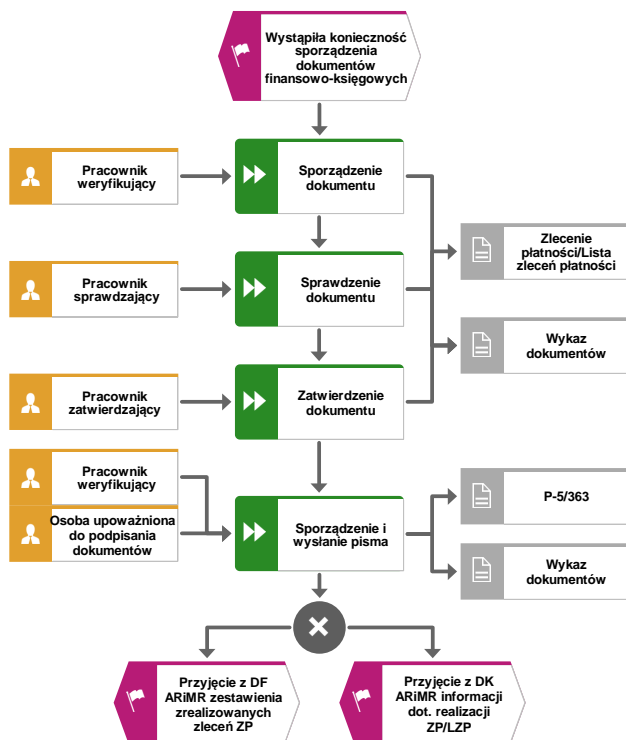 Wystąpiła konieczność
sporządzenia
dokumentów
finansowo-księgowych
Pracownik
weryfikujący
Sporządzenie
dokumentu
Zlecenie
płatności/Lista
zleceń płatności
Pracownik
sprawdzający
Sprawdzenie
dokumentu
Wykaz
dokumentów
Pracownik
zatwierdzający
Zatwierdzenie
dokumentu
Pracownik
weryfikujący
Osoba upoważniona
do podpisania
dokumentów
Sporządzenie i
wysłanie pisma
P-5/363
Wykaz
dokumentów
Przyjęcie z DF
ARiMR zestawienia
zrealizowanych
zleceń ZP
Przyjęcie z DK
ARiMR informacji
dot. realizacji
ZP/LZP